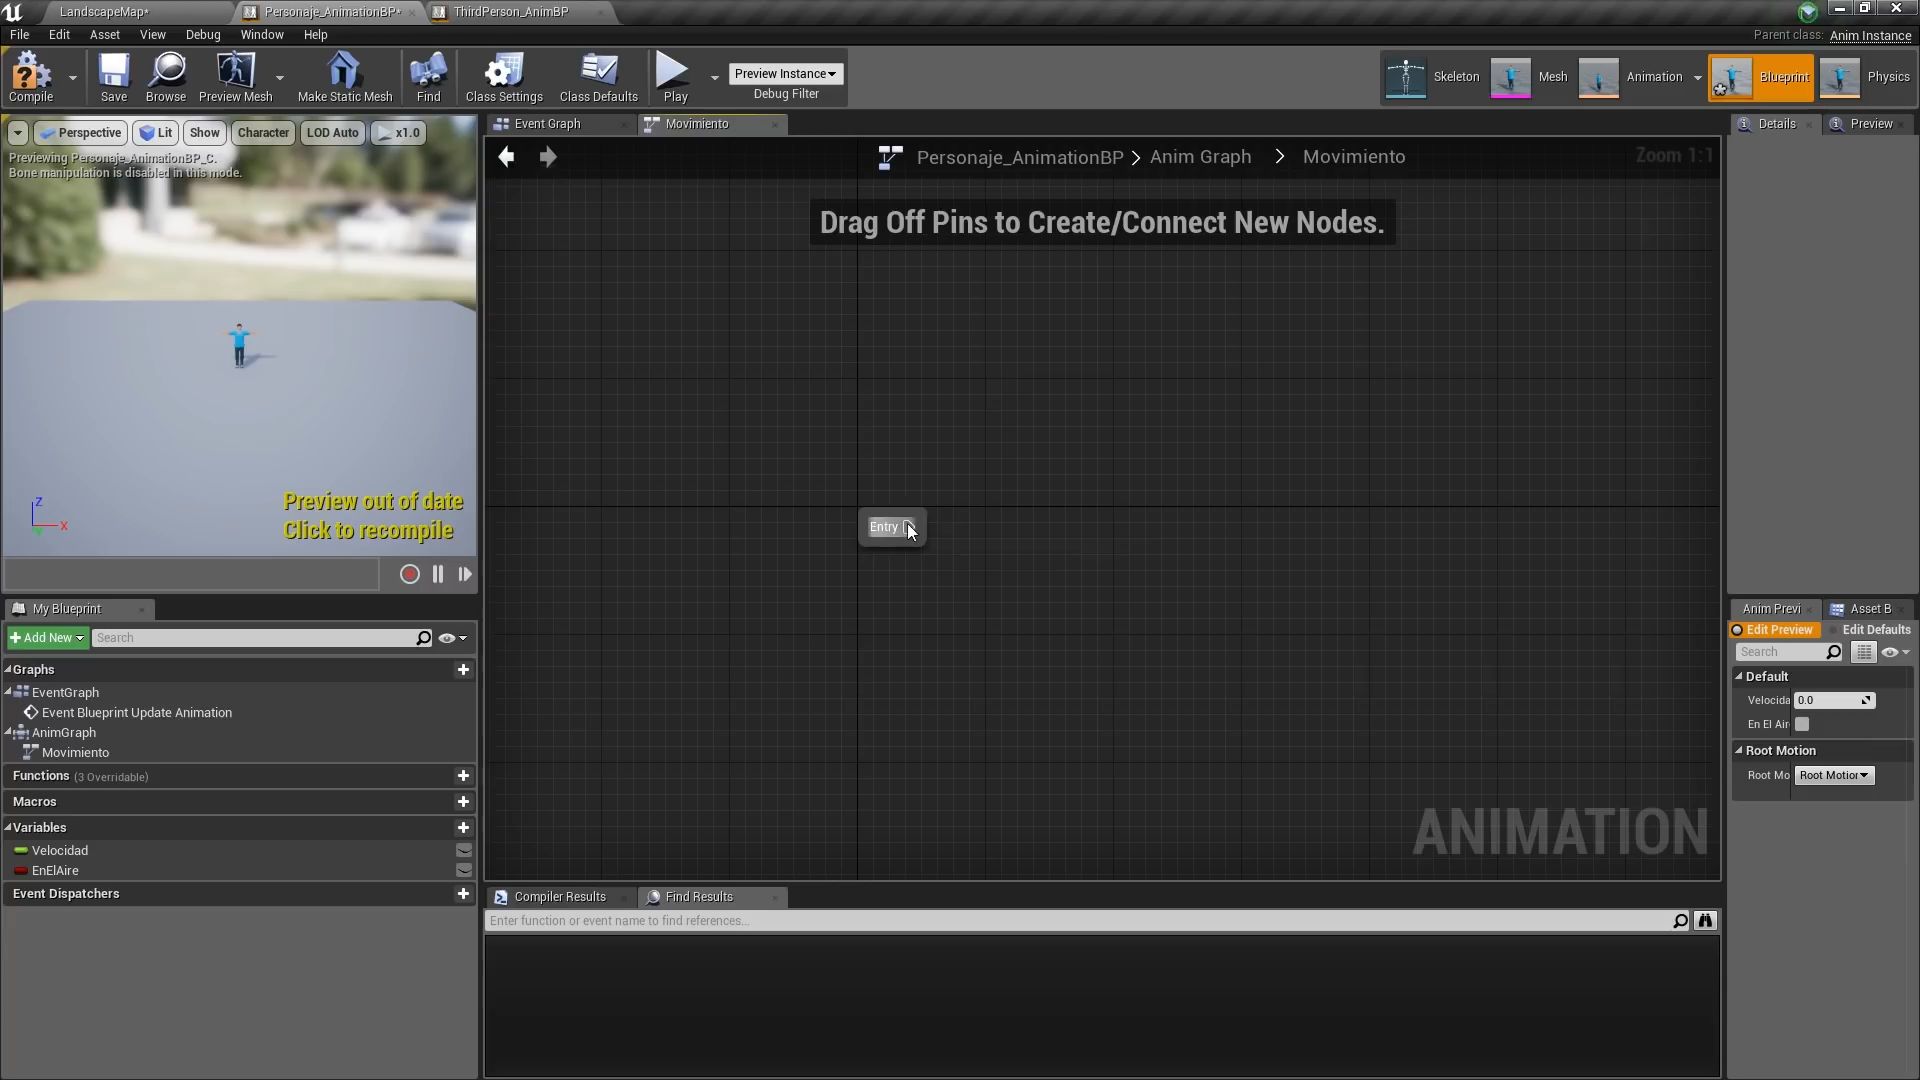 LandscapeMap*
Personaje_AnimationBP*
ThirdPerson_AnimBP
File
Edit
Asset
View
Debug
Window
Help
Parent class:
Anim Instance
Compile
Save
Browse
Preview Mesh
Make Static Mesh
Find
Class Settings
Class Defaults
Play
Preview Instance
Debug Filter
Skeleton
Mesh
Animation
Blueprint
Physics
Perspective
Lit
Show
Character
LOD Auto
x1.0
Previewing Personaje_AnimationBP_C.
Bone manipulation is disabled in this mode.
Preview out of date
Click to recompile
Z
X
Event Graph
Movimiento
Personaje_AnimationBP > Anim Graph > Movimiento
Zoom 1:1
Drag Off Pins to Create/Connect New Nodes.
Entry
ANIMATION
Details
Preview
My Blueprint
Add New
Search
Graphs
EventGraph
Event Blueprint Update Animation
AnimGraph
Movimiento
Functions (3 Overridable)
Macros
Variables
Velocidad
EnElAire
Event Dispatchers
Compiler Results
Find Results
Enter function or event name to find references...
Anim Previ
Asset B
Edit Preview
Edit Defaults
Search
Default
Velocida
0.0
En El Air
Root Motion
Root Mo
Root Motion